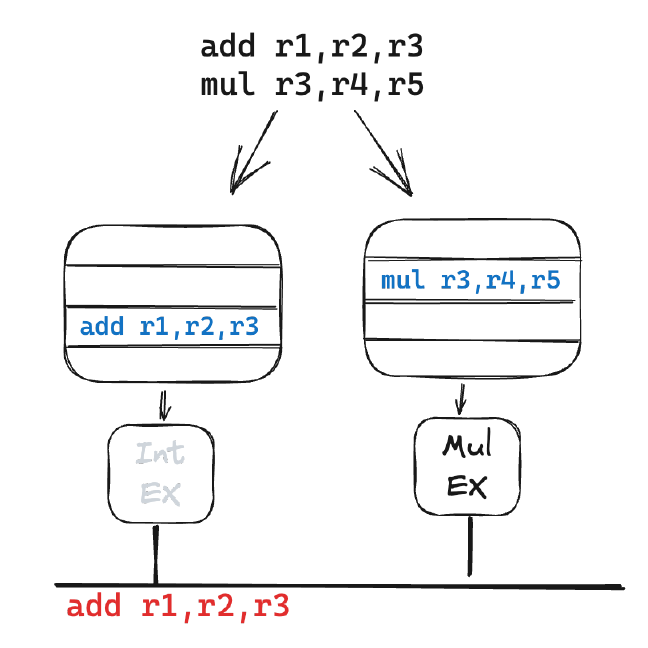 add r1,r2,r3
mul r3,r4,r5
mul r3,r4,r5
add r1,r2,r3
Int
EX
Mul
EX
add r1,r2,r3